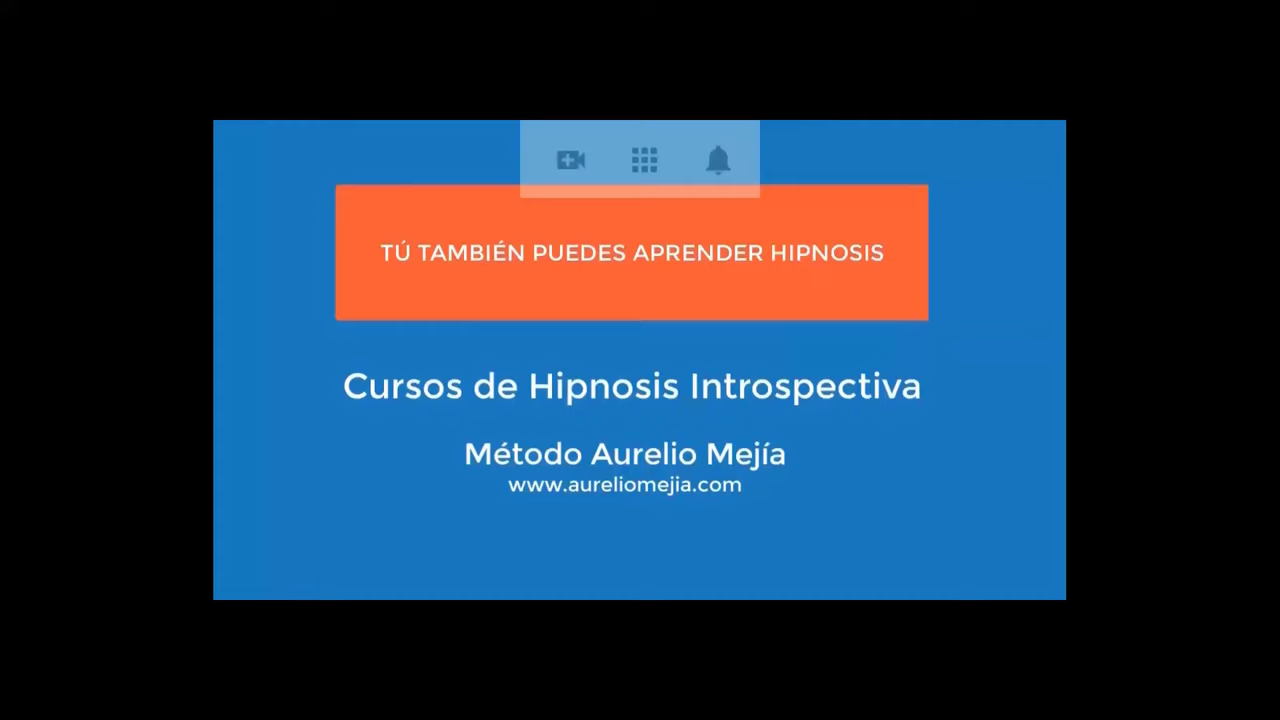 TÚ TAMBIÉN PUEDES APRENDER HIPNOSIS
Cursos de Hipnosis Introspectiva
Método Aurelio Mejía
www.aureliomejia.com